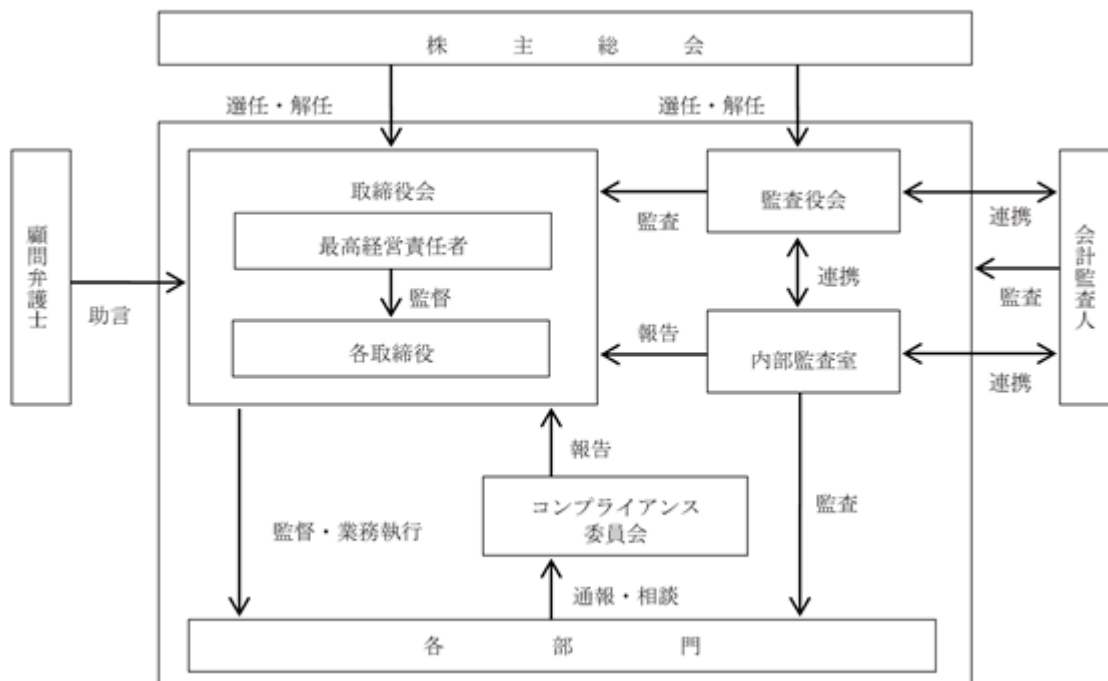 株主総会
選任・解任
選任・解任
取締役会
監査役会
監査
連携
最高経営責任者
監督
各取締役
連携
報告
内部監査室
連携
監査
顧問弁護士
助言
会計監査人
報告
コンプライアンス
委員会
監査
監督・業務執行
通報・相談
各部門